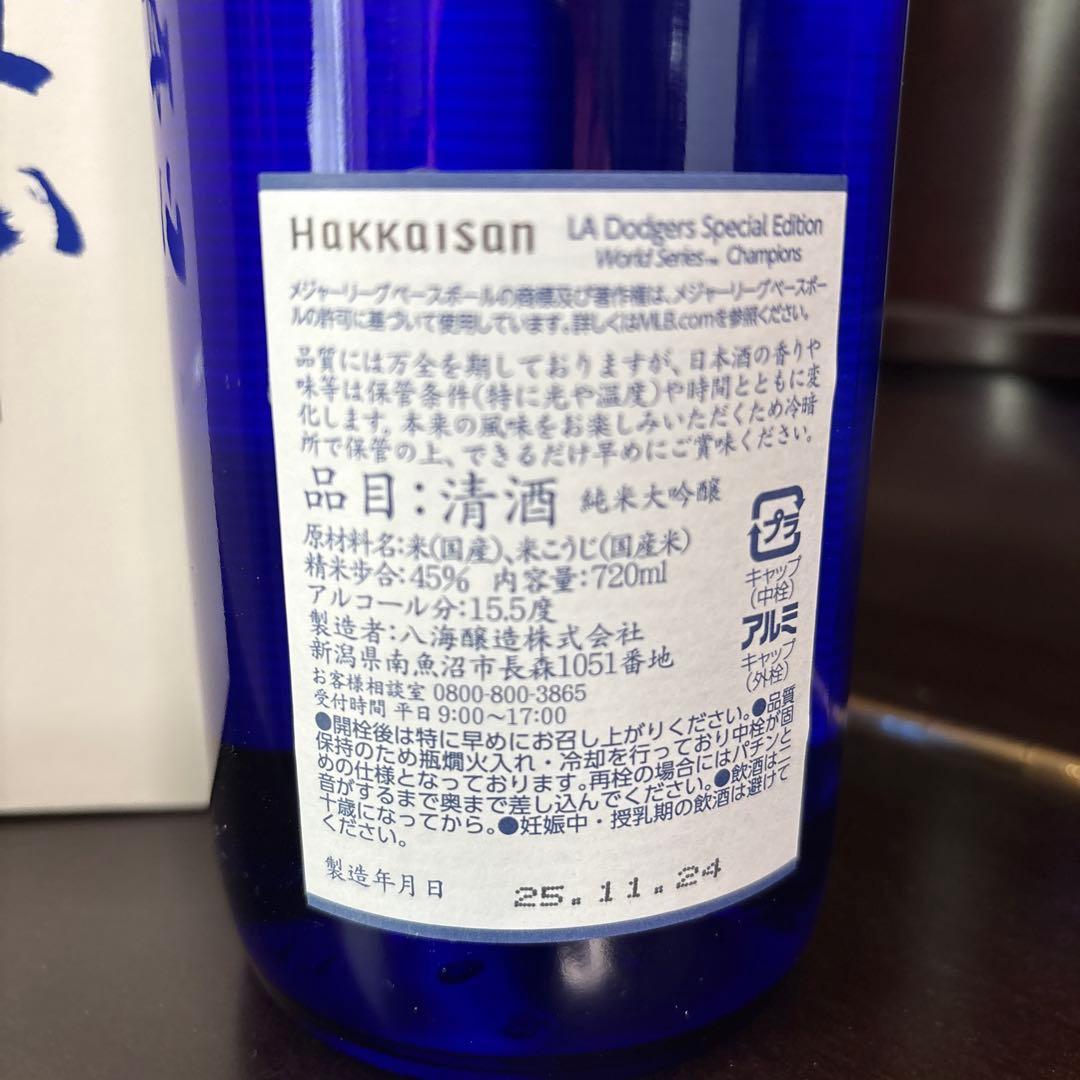 Hakkaisan
LA Dodgers Special Edition
World Series™ Champions
メジャーリーグベースボールの商標及び著作権は、メジャーリーグベースボー
ルの許可に基づいて使用しています。詳しくはMLB.comを参照ください。
品質には万全を期しておりますが、日本酒の香りや
味等は保管条件(特に光や温度)や時間とともに変
化します。本来の風味をお楽しみいただくため冷暗
所で保管の上、できるだけ早めにご賞味ください。
品目:清酒 純米大吟醸
原材料名:米(国産)、米こうじ(国産米)
精米歩合:45% 内容量:720ml
アルコール分:15.5度
製造者:八海醸造株式会社
新潟県南魚沼市長森1051番地
お客様相談室 0800-800-3865
受付時間 平日 9:00～17:00
プラ
キャップ
(中栓)
アルミ
キャップ
(外栓)
●開栓後は特に早めにお召し上がりください。●品質
保持のため瓶燗火入れ・冷却を行っており中栓が固
めの仕様となっております。再栓の場合にはパチンと
音がするまで奥まで差し込んでください。●飲酒は二
十歳になってから。●妊娠中・授乳期の飲酒は避けて
ください。
製造年月日 25.11.24